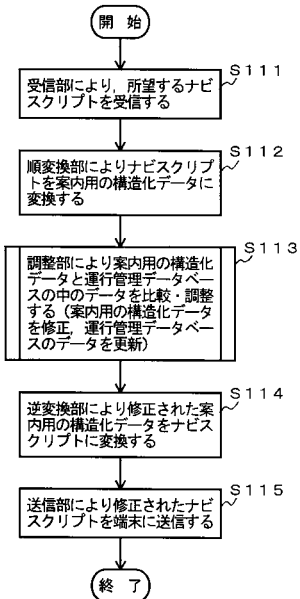 開 始
S111
受信部により,所望するナビ
スクリプトを受信する
S112
順変換部によりナビスクリプ
トを案内用の構造化データに
変換する
S113
調整部により案内用の構造化
データと運行管理データベー
スの中のデータを比較・調整
する(案内用の構造化データ
を修正,運行管理データベー
スのデータを更新)
S114
逆変換部により修正された案
内用の構造化データをナビス
クリプトに変換する
S115
送信部により修正されたナビ
スクリプトを端末に送信する
終 了